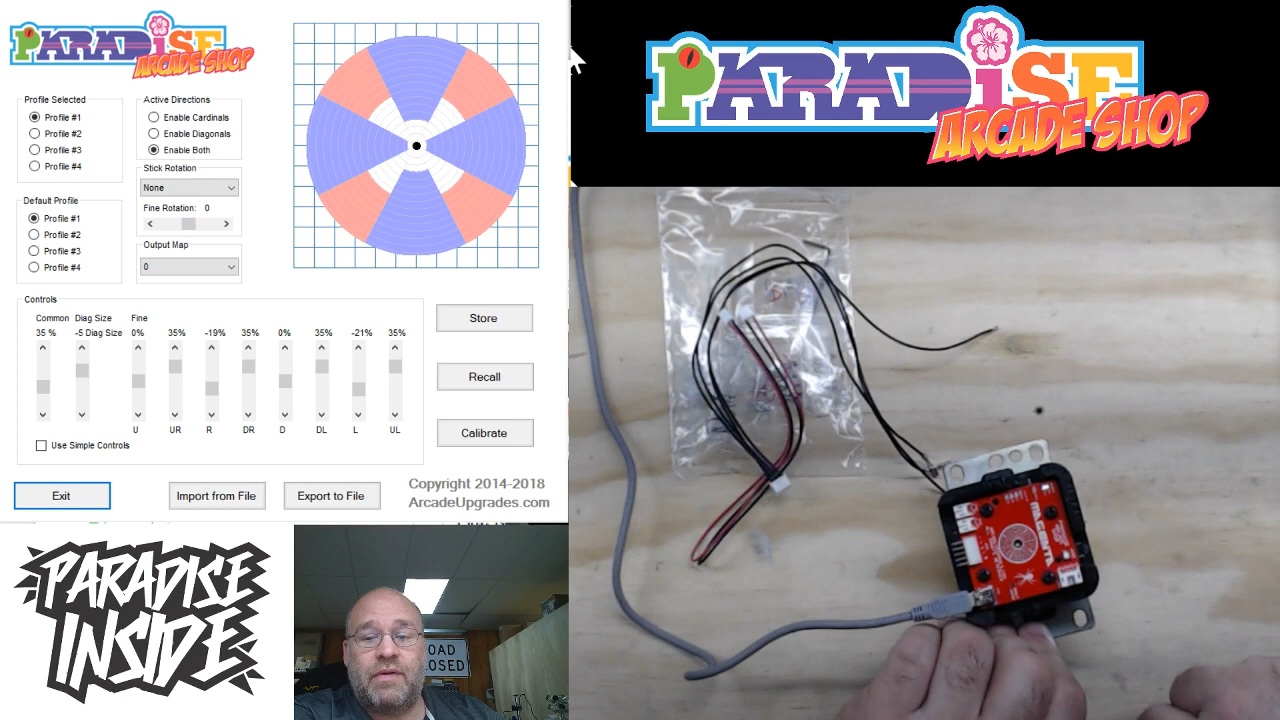 PARADISE
ARCADE SHOP
Profile Selected
Profile #1
Profile #2
Profile #3
Profile #4
Default Profile
Profile #1
Profile #2
Profile #3
Profile #4
Active Directions
Enable Cardinals
Enable Diagonals
Enable Both
Stick Rotation
None
Fine Rotation: 0
Output Map
0
Controls
Common Diag Size Fine
35 % -5 Diag Size 0% 35% -19% 35% 0% 35% -21% 35%
U UR R DR D DL L UL
Use Simple Controls
Store
Recall
Calibrate
Exit
Import from File
Export to File
Copyright 2014-2018
ArcadeUpgrades.com
PARADISE
INSIDE
OAD
LOSED
PARADISE
ARCADE SHOP
MAGENTA